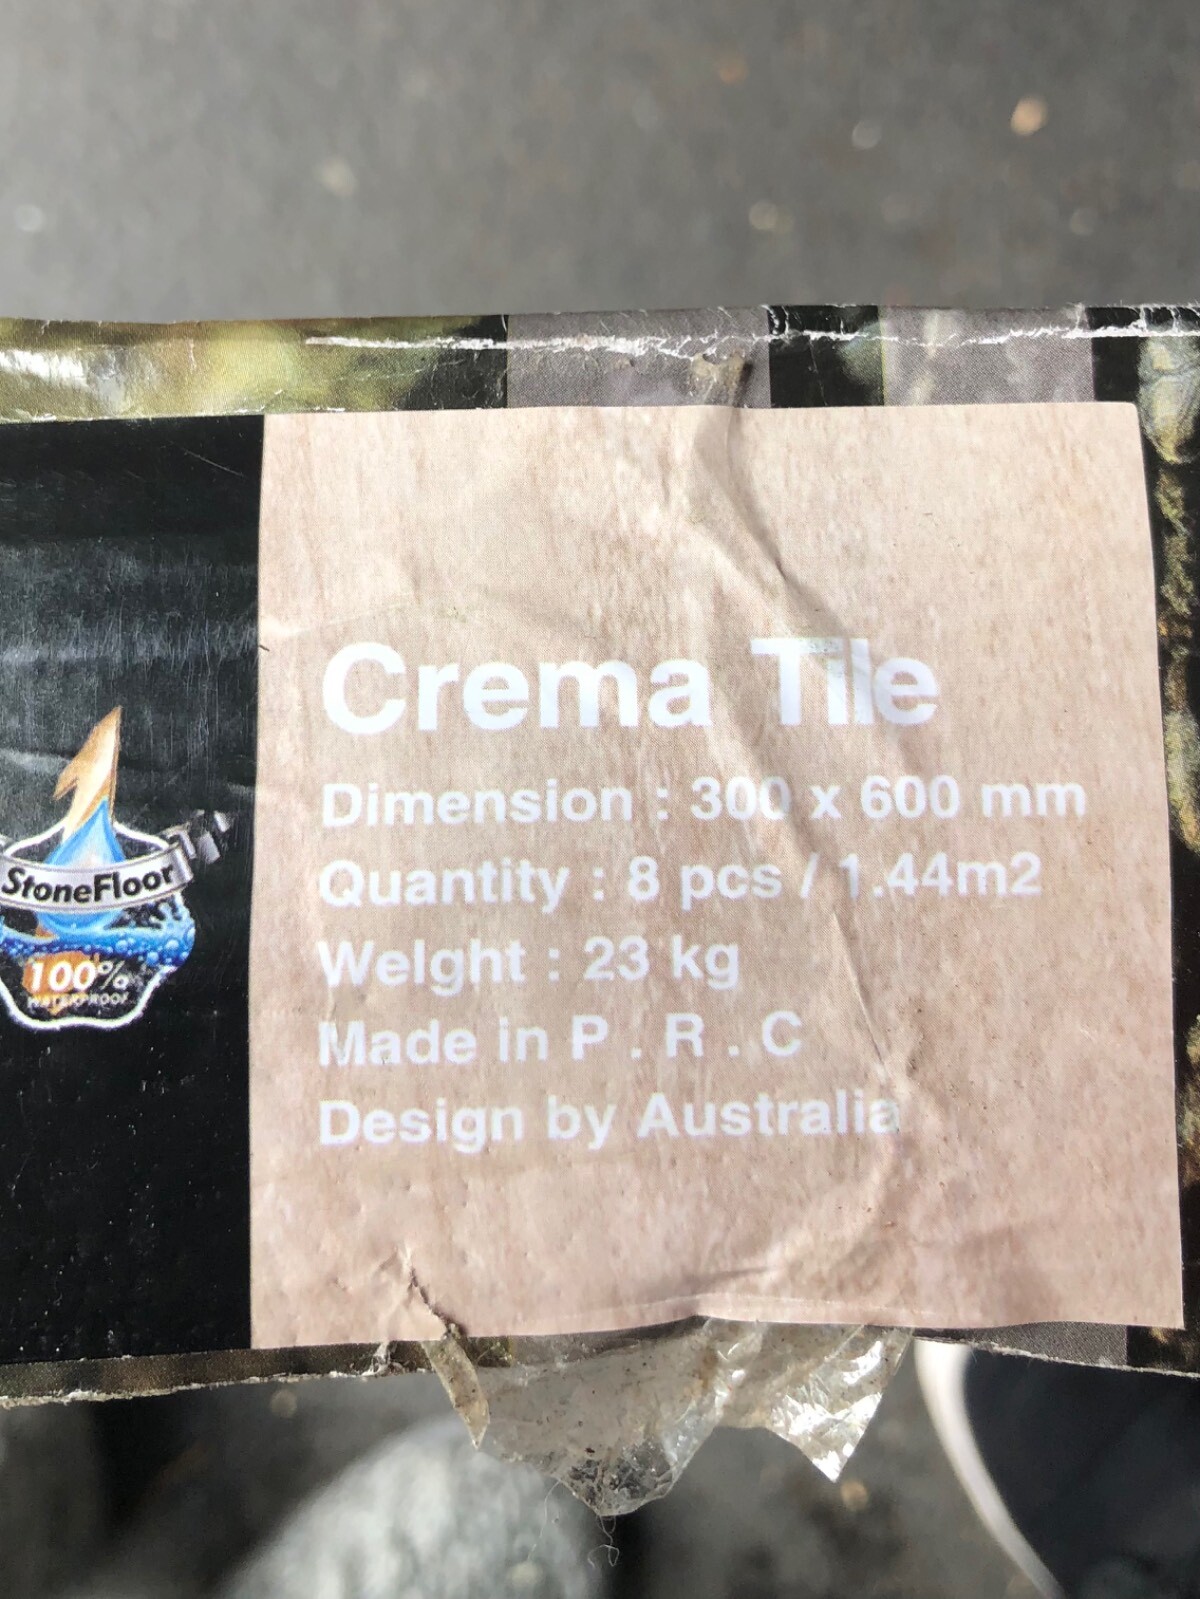 Crema Tile
Dimension : 300 x 600 mm
Quantity : 8 pcs / 1.44m2
Weight : 23 kg
Made in P . R . C
Design by Australia
StoneFloor
100%
WATERPROOF